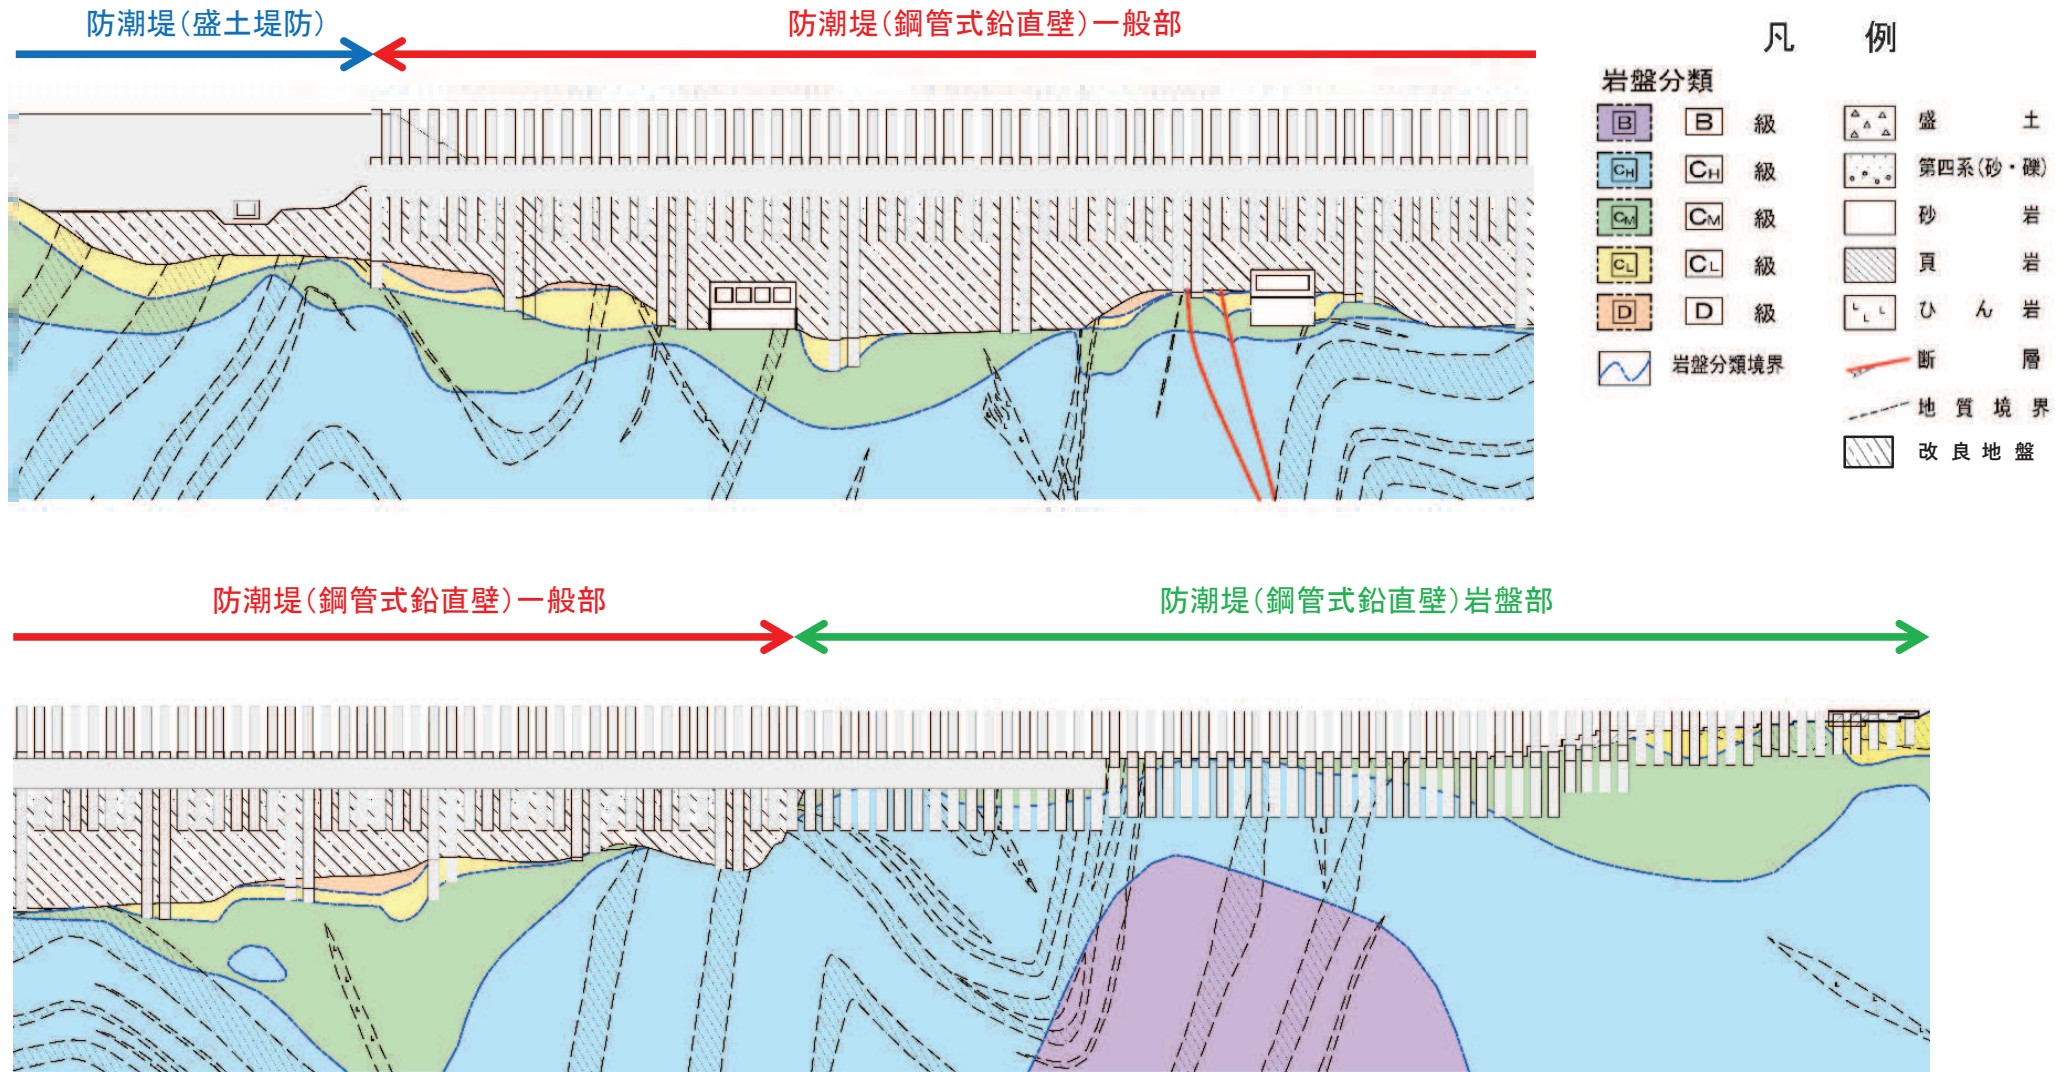 防潮堤(盛土堤防)
防潮堤(鋼管式鉛直壁)一般部
凡 例
岩盤分類
B B 級
CH CH 級
CM CM 級
CL CL 級
D D 級
岩盤分類境界
盛 土
第四系(砂・礫)
砂 岩
頁 岩
ひ ん 岩
断 層
地 質 境 界
改 良 地 盤
防潮堤(鋼管式鉛直壁)一般部
防潮堤(鋼管式鉛直壁)岩盤部